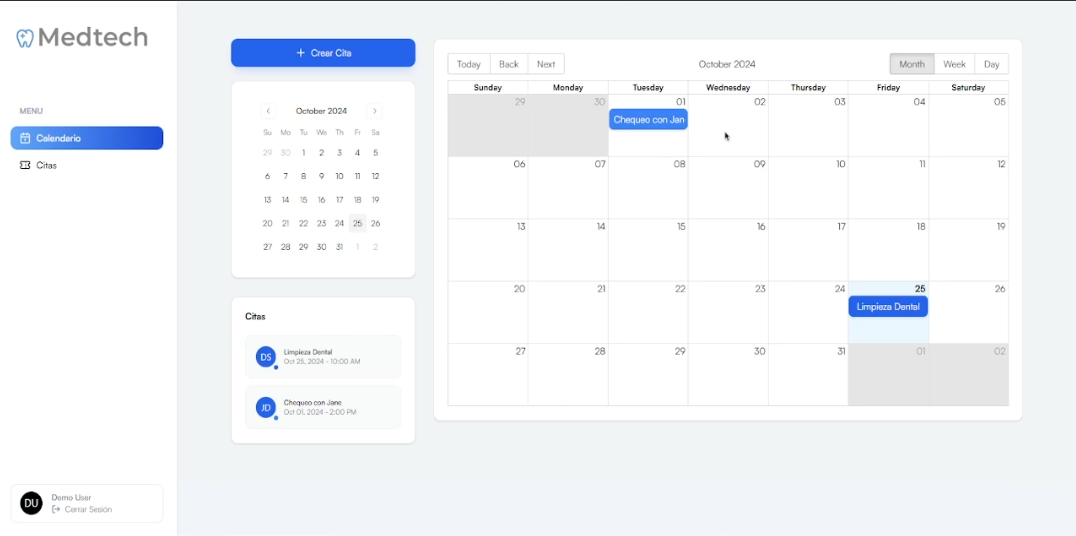 Medtech
MENU
Calendario
Citas
DU
Demo User
Cerrar Sesión
+ Crear Cita
October 2024
Su Mo Tu We Th Fr Sa
29 30 1 2 3 4 5
6 7 8 9 10 11 12
13 14 15 16 17 18 19
20 21 22 23 24 25 26
27 28 29 30 31 1 2
Citas
DS
Limpieza Dental
Oct 25, 2024 - 10:00 AM
JD
Chequeo con Jane
Oct 01, 2024 - 2:00 PM
Today Back Next
October 2024
Month Week Day
Sunday Monday Tuesday Wednesday Thursday Friday Saturday
29 30 01 02 03 04 05
Chequeo con Jan
06 07 08 09 10 11 12
13 14 15 16 17 18 19
20 21 22 23 24 25 26
Limpieza Dental
27 28 29 30 31 01 02